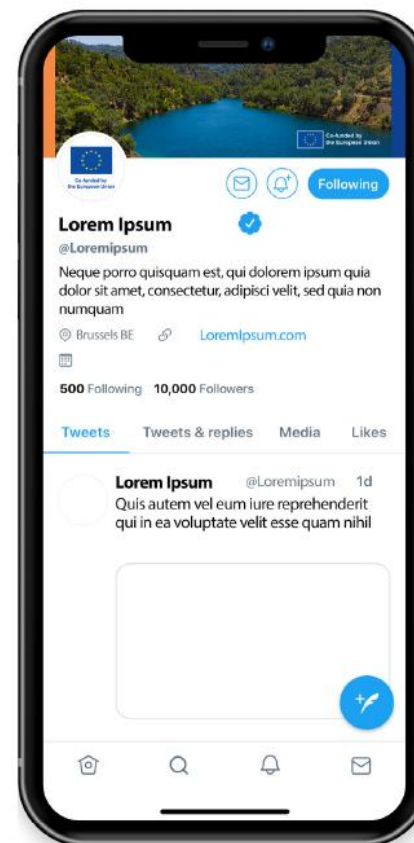 Co-funded by
the European Union
Co-funded by
the European Union
Following
Lorem Ipsum
@Loremipsum
Neque porro quisquam est, qui dolorem ipsum quia
dolor sit amet, consectetur, adipisci velit, sed quia non
numquam
Brussels BE LoremIpsum.com
500 Following 10,000 Followers
Tweets Tweets & replies Media Likes
Lorem Ipsum @Loremipsum 1d
Quis autem vel eum iure reprehenderit
qui in ea voluptate velit esse quam nihil